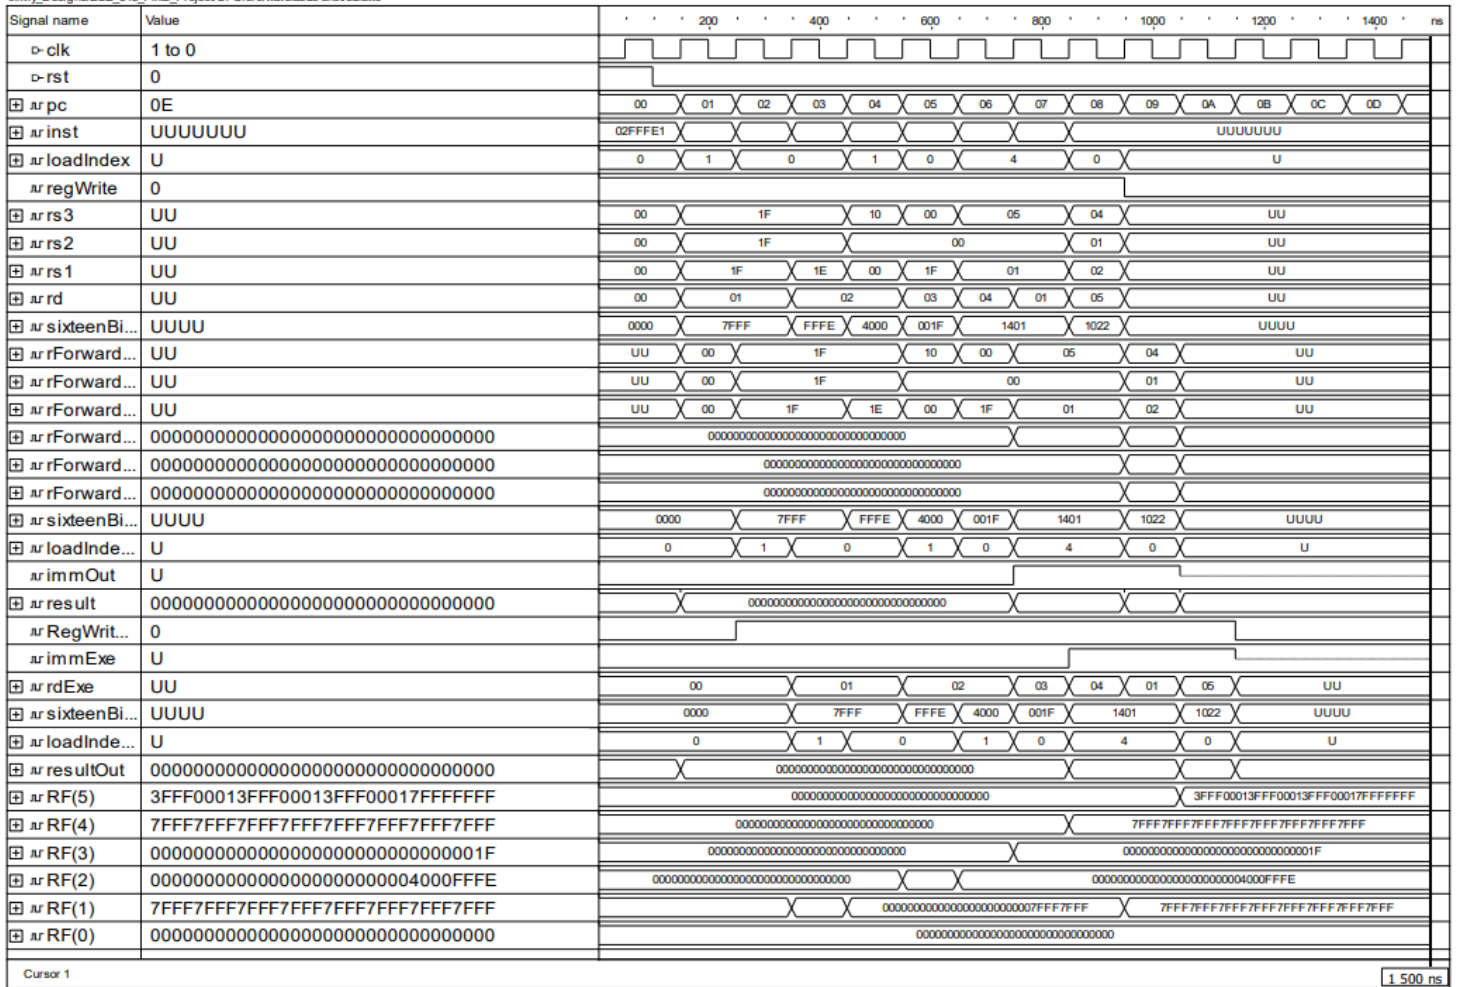 Signal name Value 200 400 600 800 1000 1200 1400 ns
clk 1 to 0
rst 0
pc 0E 00 01 02 03 04 05 06 07 08 09 0A 0B 0C 0D
inst UUUUUUU 02FFFE1 UUUUUUU
loadIndex U 0 1 0 1 0 4 0 U
regWrite 0
rs3 UU 00 1F 10 00 05 04 UU
rs2 UU 00 1F 00 01 UU
rs1 UU 00 1F 1E 00 1F 01 02 UU
rd UU 00 01 02 03 04 01 05 UU
sixteenBi... UUUU 0000 7FFF FFFE 4000 001F 1401 1022 UUUU
rForward... UU UU 00 1F 10 00 05 04 UU
rForward... UU UU 00 1F 00 01 UU
rForward... UU UU 00 1F 1E 00 1F 01 02 UU
rForward... 00000000000000000000000000000000 00000000000000000000000000000000
rForward... 00000000000000000000000000000000 00000000000000000000000000000000
rForward... 00000000000000000000000000000000 00000000000000000000000000000000
sixteenBi... UUUU 0000 7FFF FFFE 4000 001F 1401 1022 UUUU
loadInde... U 0 1 0 1 0 4 0 U
immOut U
result 00000000000000000000000000000000 00000000000000000000000000000000
RegWrit... 0
immExe U
rdExe UU 00 01 02 03 04 01 05 UU
sixteenBi... UUUU 0000 7FFF FFFE 4000 001F 1401 1022 UUUU
loadInde... U 0 1 0 1 0 4 0 U
resultOut 00000000000000000000000000000000 00000000000000000000000000000000
RF(5) 3FFF00013FFF00013FFF00017FFFFFFF 00000000000000000000000000000000 3FFF00013FFF00013FFF00017FFFFFFF
RF(4) 7FFF7FFF7FFF7FFF7FFF7FFF7FFF7FFF 00000000000000000000000000000000 7FFF7FFF7FFF7FFF7FFF7FFF7FFF7FFF
RF(3) 0000000000000000000000000000001F 00000000000000000000000000000000 0000000000000000000000000000001F
RF(2) 0000000000000000000000004000FFFE 00000000000000000000000000000000 0000000000000000000000004000FFFE
RF(1) 7FFF7FFF7FFF7FFF7FFF7FFF7FFF7FFF 0000000000000000000000007FFF7FFF 7FFF7FFF7FFF7FFF7FFF7FFF7FFF7FFF
RF(0) 00000000000000000000000000000000 00000000000000000000000000000000
Cursor 1 1 500 ns